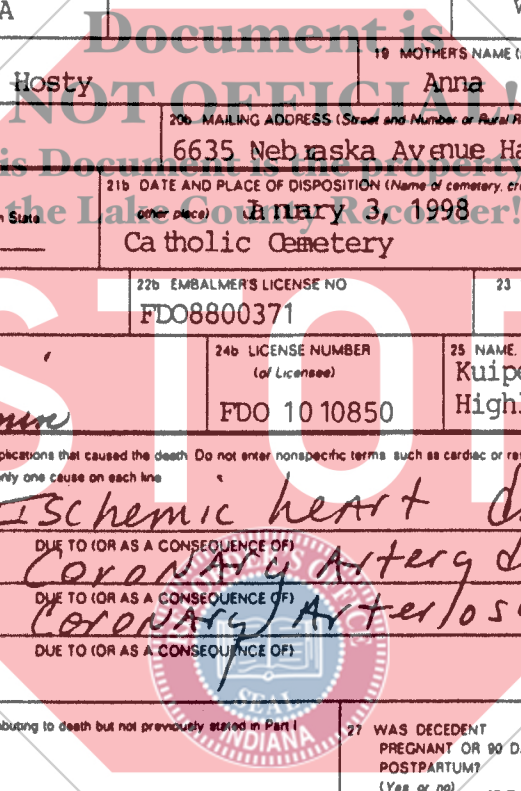 A
Document is
19 MOTHER'S NAME
Hosty
Anna
NOT OFFICIAL!
20b MAILING ADDRESS (Street and Number or Rural R
6635 Nebraska Avenue Ha
is Document is the property
21b DATE AND PLACE OF DISPOSITION (Name of cemetery, cr
other place) January 3, 1998
the Lake County Recorder!
State
Catholic Cemetery
22b EMBALMER'S LICENSE NO
23
FDO8800371
STOP
24b LICENSE NUMBER
(of Licensee)
25 NAME,
Kuipe
FDO 1010850
High
plications that caused the death Do not enter nonspecific terms such as cardiac or re
only one cause on each line
Ischemic heart d
DUE TO (OR AS A CONSEQUENCE OF)
Coronary Artery d
DUE TO (OR AS A CONSEQUENCE OF)
Coronary Arterios
DUE TO (OR AS A CONSEQUENCE OF)
SEAL
INDIANA
buting to death but not previously stated in Part I
27 WAS DECEDENT
PREGNANT OR 90 D
POSTPARTUM?
(Yes or no)